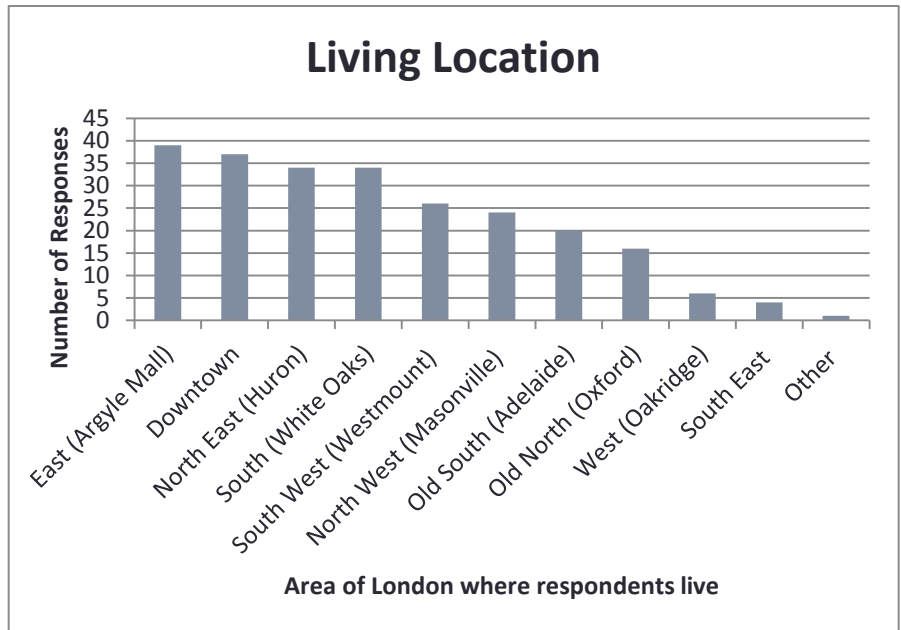 Living Location
Number of Responses
45
40
35
30
25
20
15
10
5
0
East (Argyle Mall)
Downtown
North East (Huron)
South (White Oaks)
South West (Westmount)
North West (Masonville)
Old South (Adelaide)
Old North (Oxford)
West (Oakridge)
South East
Other
Area of London where respondents live